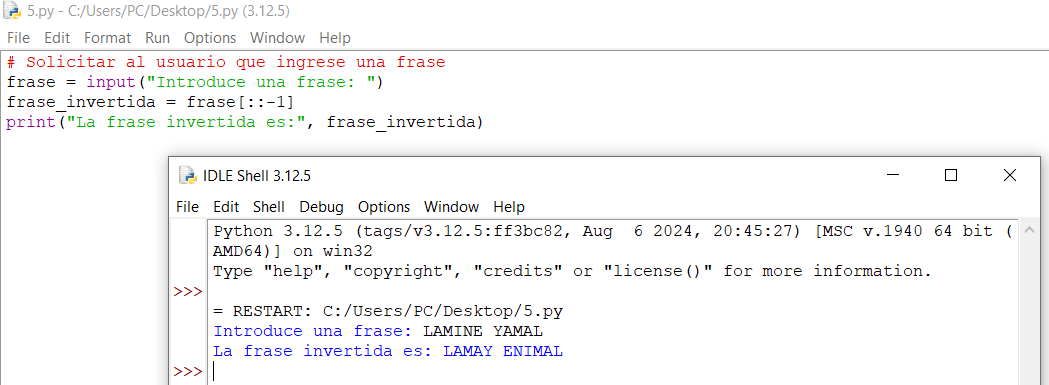 5.py - C:/Users/PC/Desktop/5.py (3.12.5)
File Edit Format Run Options Window Help
# Solicitar al usuario que ingrese una frase
frase = input("Introduce una frase: ")
frase_invertida = frase[::-1]
print("La frase invertida es:", frase_invertida)
IDLE Shell 3.12.5
File Edit Shell Debug Options Window Help
Python 3.12.5 (tags/v3.12.5:ff3bc82, Aug  6 2024, 20:45:27) [MSC v.1940 64 bit (
AMD64)] on win32
Type "help", "copyright", "credits" or "license()" for more information.
>>>
= RESTART: C:/Users/PC/Desktop/5.py
Introduce una frase: LAMINE YAMAL
La frase invertida es: LAMAY ENIMAL
>>>